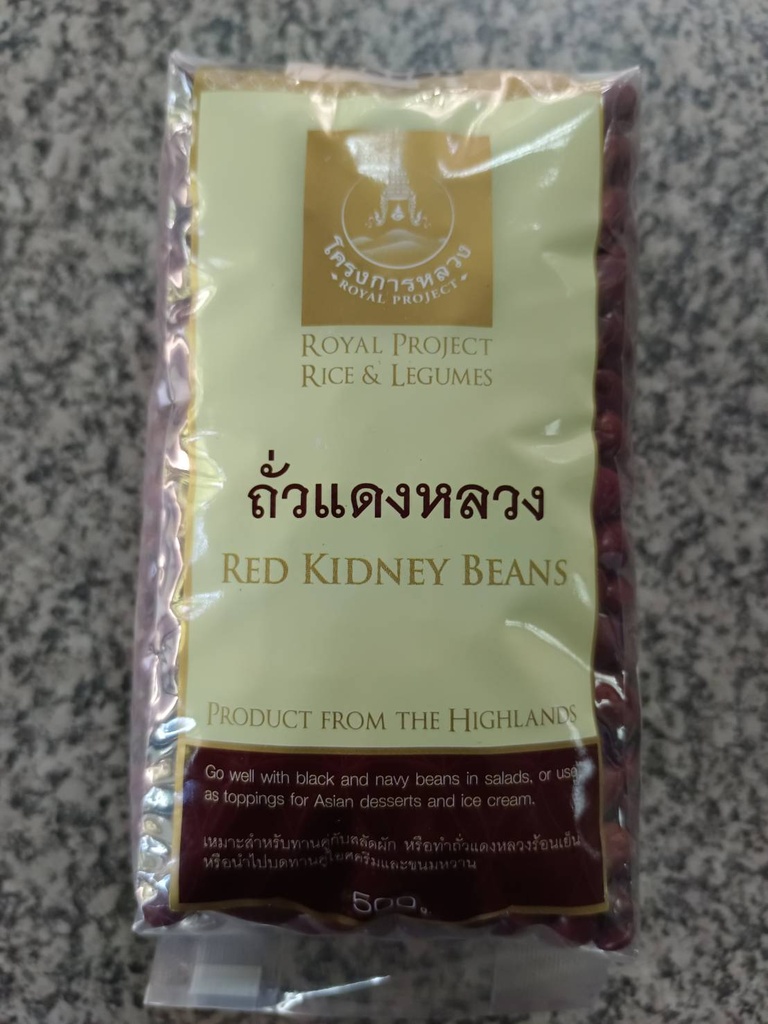 โครงการหลวง
• ROYAL PROJECT •
ROYAL PROJECT
RICE & LEGUMES
ถั่วแดงหลวง
RED KIDNEY BEANS
PRODUCT FROM THE HIGHLANDS
Go well with black and navy beans in salads, or use
as toppings for Asian desserts and ice cream.
เหมาะสำหรับทานคู่กับสลัดผัก หรือทำถั่วแดงหลวงร้อนเย็น
หรือนำไปบดทานคู่ไอศครีมและขนมหวาน
500 g.